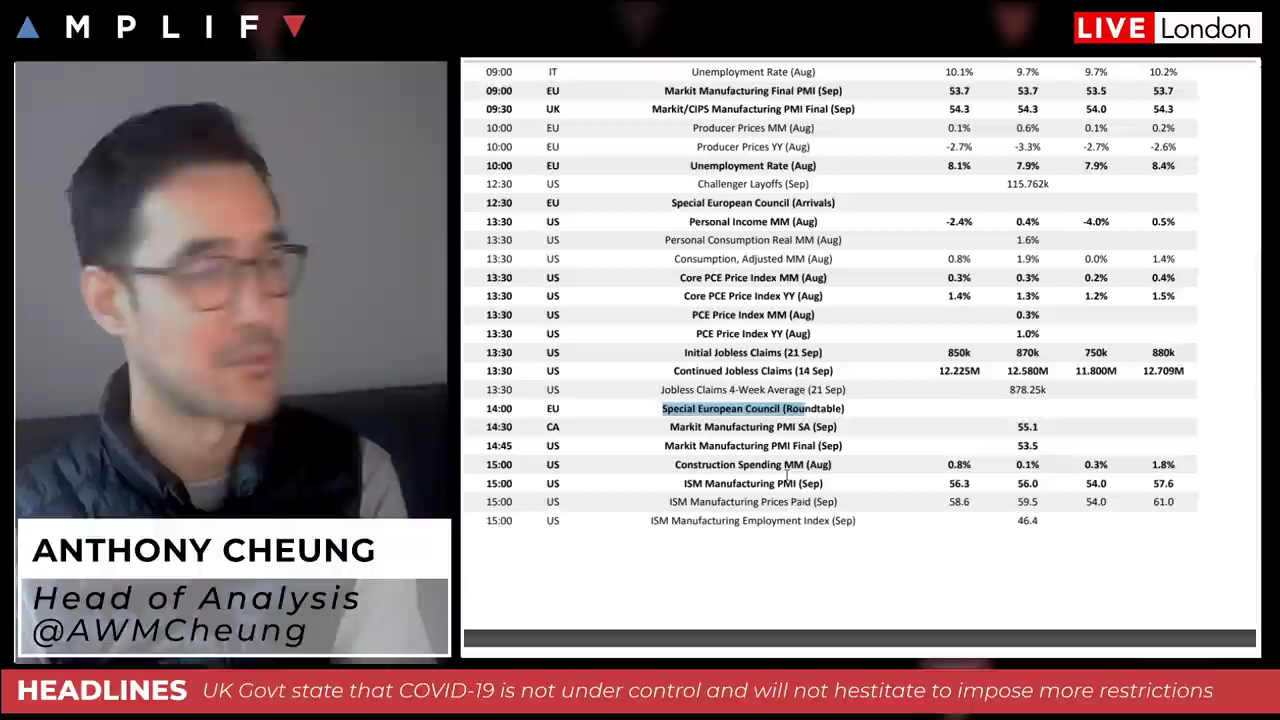 AMPLIFY
LIVE London
09:00 IT Unemployment Rate (Aug) 10.1% 9.7% 9.7% 10.2%
09:00 EU Markit Manufacturing Final PMI (Sep) 53.7 53.7 53.5 53.7
09:30 UK Markit/CIPS Manufacturing PMI Final (Sep) 54.3 54.3 54.0 54.3
10:00 EU Producer Prices MM (Aug) 0.1% 0.6% 0.1% 0.2%
10:00 EU Producer Prices YY (Aug) -2.7% -3.3% -2.7% -2.6%
10:00 EU Unemployment Rate (Aug) 8.1% 7.9% 7.9% 8.4%
12:30 US Challenger Layoffs (Sep) 115.762k
12:30 EU Special European Council (Arrivals)
13:30 US Personal Income MM (Aug) -2.4% 0.4% -4.0% 0.5%
13:30 US Personal Consumption Real MM (Aug) 1.6%
13:30 US Consumption, Adjusted MM (Aug) 0.8% 1.9% 0.0% 1.4%
13:30 US Core PCE Price Index MM (Aug) 0.3% 0.3% 0.2% 0.4%
13:30 US Core PCE Price Index YY (Aug) 1.4% 1.3% 1.2% 1.5%
13:30 US PCE Price Index MM (Aug) 0.3%
13:30 US PCE Price Index YY (Aug) 1.0%
13:30 US Initial Jobless Claims (21 Sep) 850k 870k 750k 880k
13:30 US Continued Jobless Claims (14 Sep) 12.225M 12.580M 11.800M 12.709M
13:30 US Jobless Claims 4-Week Average (21 Sep) 878.25k
14:00 EU Special European Council (Roundtable)
14:30 CA Markit Manufacturing PMI SA (Sep) 55.1
14:45 US Markit Manufacturing PMI Final (Sep) 53.5
15:00 US Construction Spending MM (Aug) 0.8% 0.1% 0.3% 1.8%
15:00 US ISM Manufacturing PMI (Sep) 56.3 56.0 54.0 57.6
15:00 US ISM Manufacturing Prices Paid (Sep) 58.6 59.5 54.0 61.0
15:00 US ISM Manufacturing Employment Index (Sep) 46.4
ANTHONY CHEUNG
Head of Analysis
@AWMCheung
HEADLINES UK Govt state that COVID-19 is not under control and will not hestitate to impose more restrictions